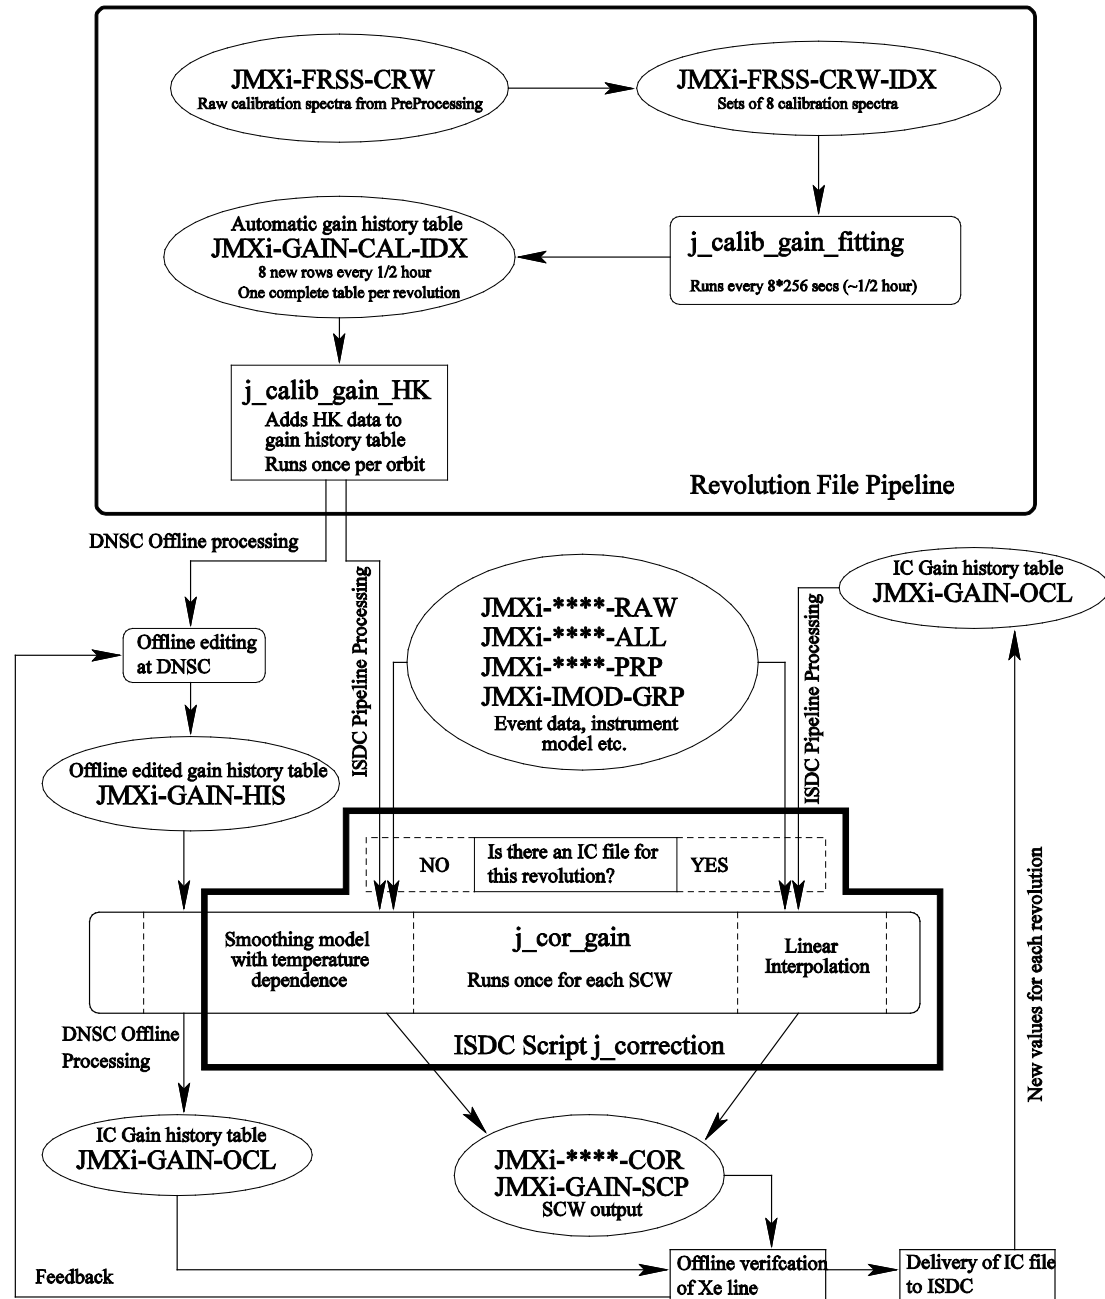 JMXi-FRSS-CRW
Raw calibration spectra from PreProcessing
JMXi-FRSS-CRW-IDX
Sets of 8 calibration spectra
Automatic gain history table
JMXi-GAIN-CAL-IDX
8 new rows every 1/2 hour
One complete table per revolution
j_calib_gain_fitting
Runs every 8*256 secs (~1/2 hour)
j_calib_gain_HK
Adds HK data to
gain history table
Runs once per orbit
Revolution File Pipeline
DNSC Offline processing
ISDC Pipeline Processing
JMXi-****-RAW
JMXi-****-ALL
JMXi-****-PRP
JMXi-IMOD-GRP
Event data, instrument
model etc.
ISDC Pipeline Processing
IC Gain history table
JMXi-GAIN-OCL
Offline editing
at DNSC
Offline edited gain history table
JMXi-GAIN-HIS
NO
Is there an IC file for
this revolution?
YES
Smoothing model
with temperature
dependence
j_cor_gain
Runs once for each SCW
Linear
Interpolation
ISDC Script j_correction
DNSC Offline
Processing
New values for each revolution
IC Gain history table
JMXi-GAIN-OCL
JMXi-****-COR
JMXi-GAIN-SCP
SCW output
Feedback
Offline verifcation
of Xe line
Delivery of IC file
to ISDC